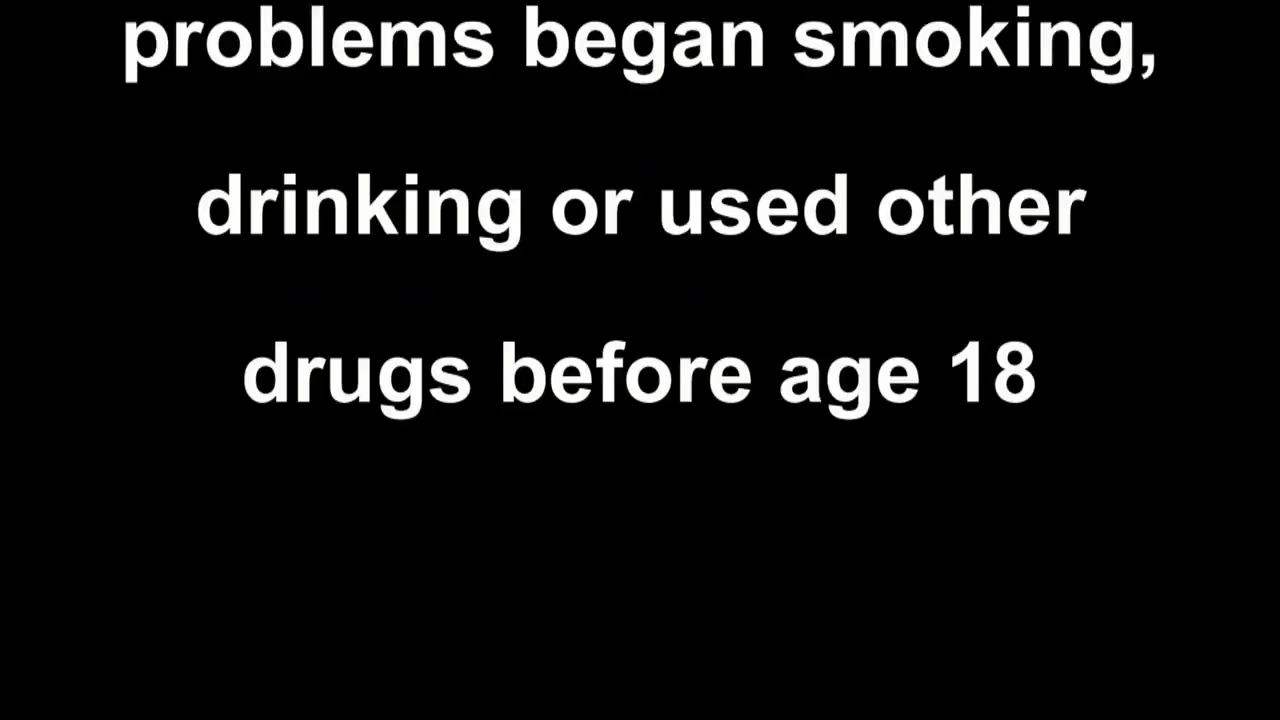 problems began smoking,
drinking or used other
drugs before age 18